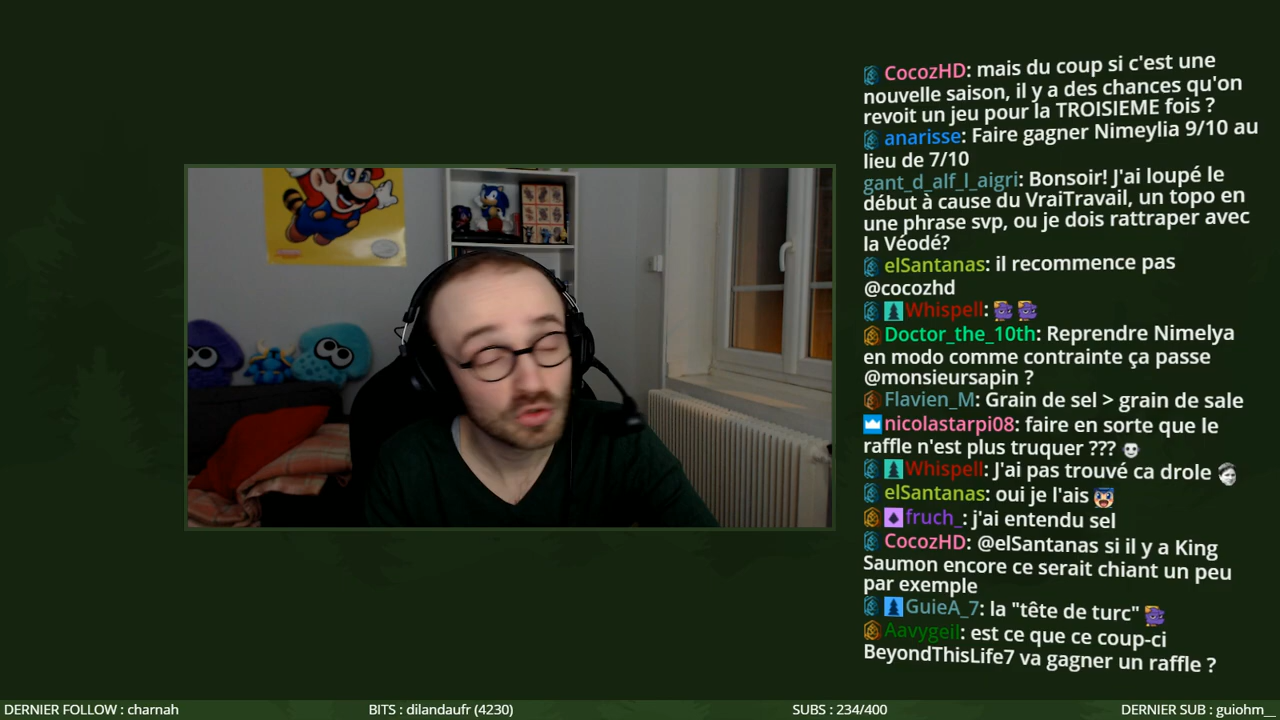 CocozHD: mais du coup si c'est une
nouvelle saison, il y a des chances qu'on
revoit un jeu pour la TROISIEME fois ?
anarisse: Faire gagner Nimeylia 9/10 au
lieu de 7/10
gant_d_alf_l_aigri: Bonsoir! J'ai loupé le
début à cause du VraiTravail, un topo en
une phrase svp, ou je dois rattraper avec
la Véodé?
elSantanas: il recommence pas
@cocozhd
Whispell:
Doctor_the_10th: Reprendre Nimelya
en modo comme contrainte ça passe
@monsieursapin ?
Flavien_M: Grain de sel > grain de sale
nicolastarpi08: faire en sorte que le
raffle n'est plus truquer ???
Whispell: J'ai pas trouvé ca drole
elSantanas: oui je l'ais
fruch_: j'ai entendu sel
CocozHD: @elSantanas si il y a King
Saumon encore ce serait chiant un peu
par exemple
GuieA_7: la "tête de turc"
Aavygeil: est ce que ce coup-ci
BeyondThisLife7 va gagner un raffle ?
DERNIER FOLLOW : charnah
BITS : dilandaufr (4230)
SUBS : 234/400
DERNIER SUB : guiohm__